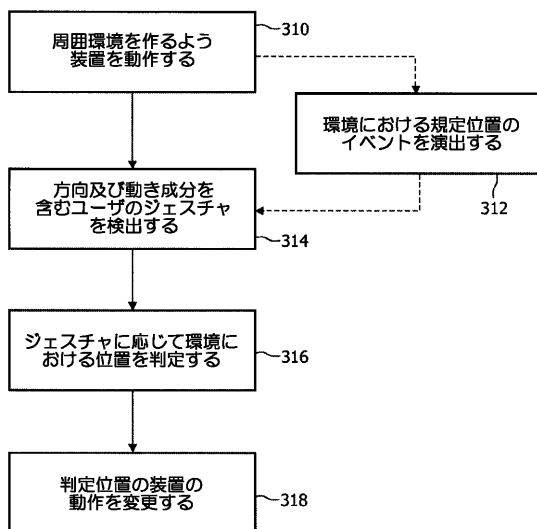 周囲環境を作るよう
装置を動作する
310
環境における規定位置の
イベントを演出する
312
方向及び動き成分を
含むユーザのジェスチャ
を検出する
314
ジェスチャに応じて環境に
おける位置を判定する
316
判定位置の装置の
動作を変更する
318